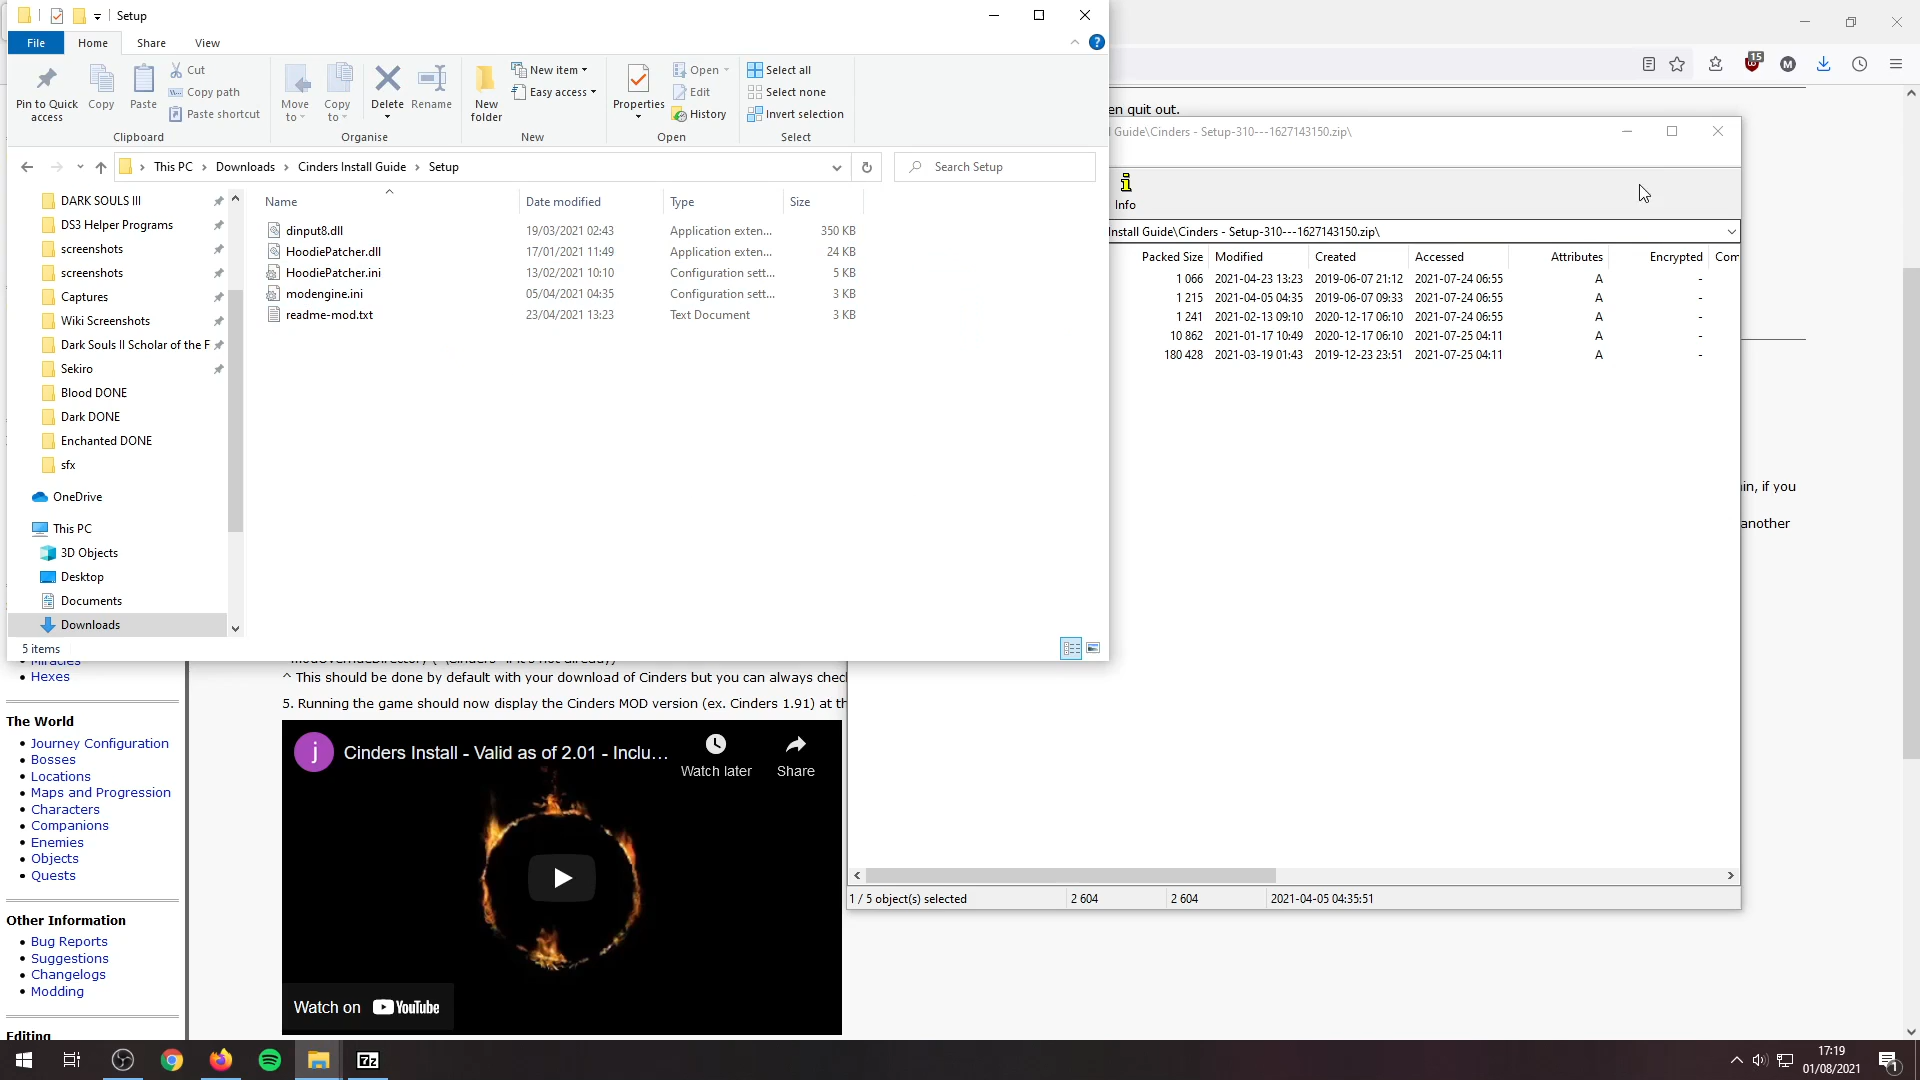 Setup
File
Home
Share
View
Pin to Quick access
Copy
Paste
Cut
Copy path
Paste shortcut
Clipboard
Move to
Copy to
Delete
Rename
Organise
New folder
New item
Easy access
New
Properties
Open
Edit
History
Open
Select all
Select none
Invert selection
Select
This PC > Downloads > Cinders Install Guide > Setup
Search Setup
DARK SOULS III
DS3 Helper Programs
screenshots
screenshots
Captures
Wiki Screenshots
Dark Souls II Scholar of the F
Sekiro
Blood DONE
Dark DONE
Enchanted DONE
sfx
OneDrive
This PC
3D Objects
Desktop
Documents
Downloads
Name Date modified Type Size
dinput8.dll 19/03/2021 02:43 Application exten... 350 KB
HoodiePatcher.dll 17/01/2021 11:49 Application exten... 24 KB
HoodiePatcher.ini 13/02/2021 10:10 Configuration sett... 5 KB
modengine.ini 05/04/2021 04:35 Configuration sett... 3 KB
readme-mod.txt 23/04/2021 13:23 Text Document 3 KB
5 items
15
M
en quit out.
Guide\Cinders - Setup-310---1627143150.zip\
Info
Install Guide\Cinders - Setup-310---1627143150.zip\
Packed Size Modified Created Accessed Attributes Encrypted Com
1 066 2021-04-23 13:23 2019-06-07 21:12 2021-07-24 06:55 A -
1 215 2021-04-05 04:35 2019-06-07 09:33 2021-07-24 06:55 A -
1 241 2021-02-13 09:10 2020-12-17 06:10 2021-07-24 06:55 A -
10 862 2021-01-17 10:49 2020-12-17 06:10 2021-07-25 04:11 A -
180 428 2021-03-19 01:43 2019-12-23 23:51 2021-07-25 04:11 A -
1 / 5 object(s) selected 2 604 2 604 2021-04-05 04:35:51
in, if you
another
Miracles
Hexes
The World
Journey Configuration
Bosses
Locations
Maps and Progression
Characters
Companions
Enemies
Objects
Quests
Other Information
Bug Reports
Suggestions
Changelogs
Modding
Editing
^ This should be done by default with your download of Cinders but you can always chec
5. Running the game should now display the Cinders MOD version (ex. Cinders 1.91) at th
j
Cinders Install - Valid as of 2.01 - Inclu...
Watch later
Share
Watch on YouTube
7z
17:19
01/08/2021
1